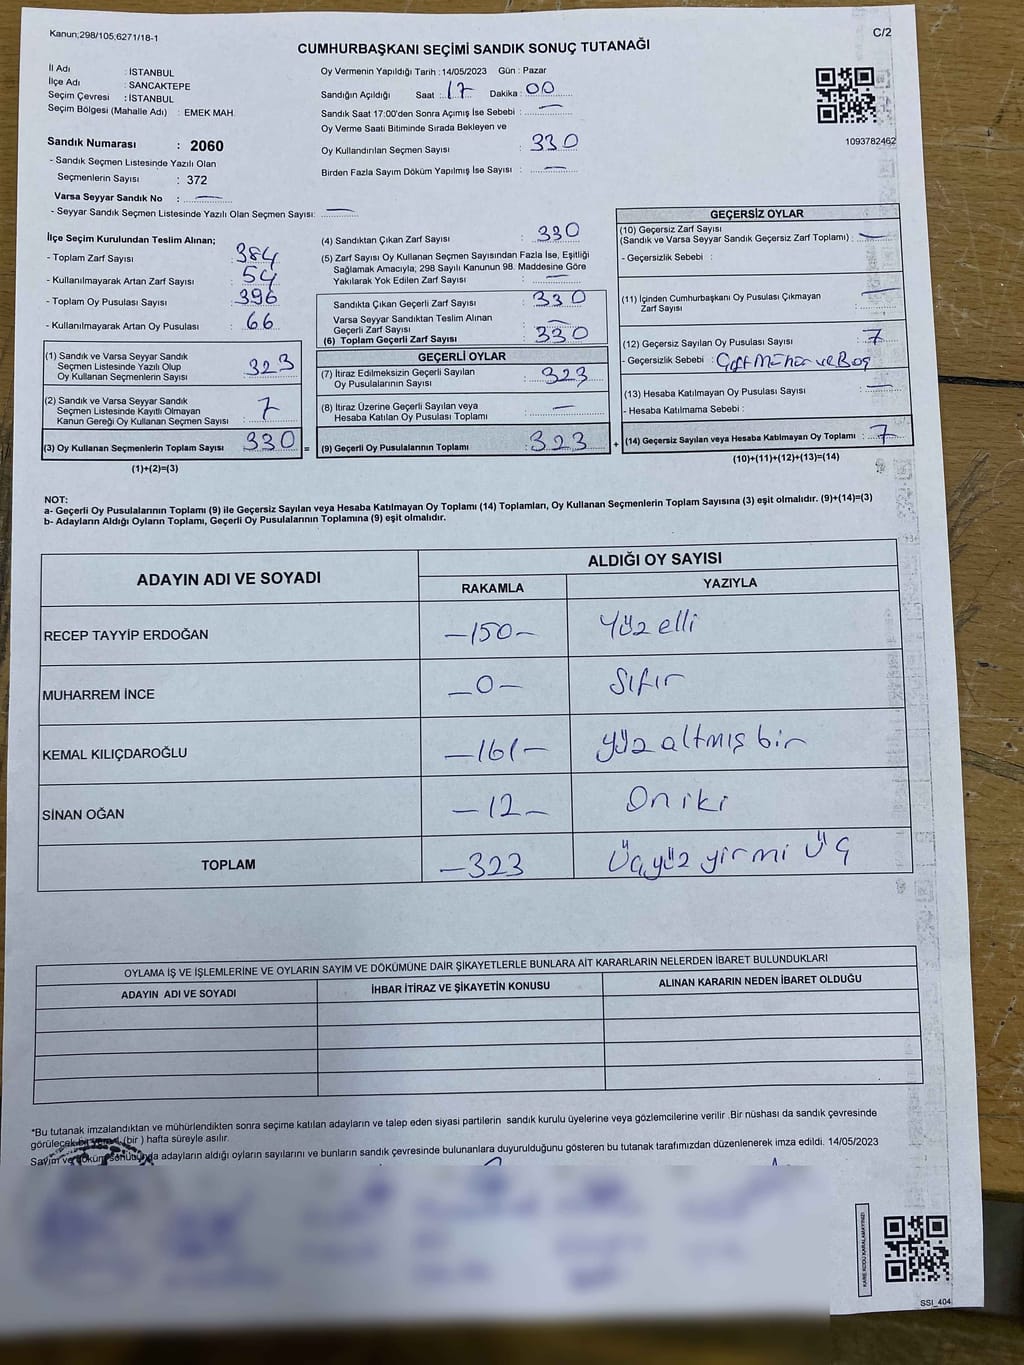 Kanun;298/105;6271/18-1
C/2
CUMHURBAŞKANI SEÇİMİ SANDIK SONUÇ TUTANAĞI
İl Adı : İSTANBUL
İlçe Adı : SANCAKTEPE
Seçim Çevresi : İSTANBUL
Seçim Bölgesi (Mahalle Adı) : EMEK MAH.
Sandık Numarası : 2060
- Sandık Seçmen Listesinde Yazılı Olan
Seçmenlerin Sayısı : 372
Varsa Seyyar Sandık No : —
- Seyyar Sandık Seçmen Listesinde Yazılı Olan Seçmen Sayısı: —
Oy Vermenin Yapıldığı Tarih : 14/05/2023 Gün : Pazar
Sandığın Açıldığı Saat : 17 Dakika : 00
Sandık Saat 17:00'den Sonra Açımış İse Sebebi : —
Oy Verme Saati Bitiminde Sırada Bekleyen ve
Oy Kullandırılan Seçmen Sayısı : 330
Birden Fazla Sayım Döküm Yapılmış İse Sayısı : —
1093782462
İlçe Seçim Kurulundan Teslim Alınan;
- Toplam Zarf Sayısı : 384
- Kullanılmayarak Artan Zarf Sayısı : 54
- Toplam Oy Pusulası Sayısı : 396
- Kullanılmayarak Artan Oy Pusulası : 66
(1) Sandık ve Varsa Seyyar Sandık
Seçmen Listesinde Yazılı Olup
Oy Kullanan Seçmenlerin Sayısı : 323
(2) Sandık ve Varsa Seyyar Sandık
Seçmen Listesinde Kayıtlı Olmayan
Kanun Gereği Oy Kullanan Seçmen Sayısı : 7
(3) Oy Kullanan Seçmenlerin Toplam Sayısı : 330 =
(1)+(2)=(3)
(4) Sandıktan Çıkan Zarf Sayısı : 330
(5) Zarf Sayısı Oy Kullanan Seçmen Sayısından Fazla İse, Eşitliği
Sağlamak Amacıyla; 298 Sayılı Kanunun 98. Maddesine Göre
Yakılarak Yok Edilen Zarf Sayısı : —
Sandıkta Çıkan Geçerli Zarf Sayısı : 330
Varsa Seyyar Sandıktan Teslim Alınan
Geçerli Zarf Sayısı : —
(6) Toplam Geçerli Zarf Sayısı : 330
GEÇERLİ OYLAR
(7) İtiraz Edilmeksizin Geçerli Sayılan
Oy Pusulalarının Sayısı : 323
(8) İtiraz Üzerine Geçerli Sayılan veya
Hesaba Katılan Oy Pusulası Toplamı : —
(9) Geçerli Oy Pusulalarının Toplamı : 323 +
GEÇERSİZ OYLAR
(10) Geçersiz Zarf Sayısı
(Sandık ve Varsa Seyyar Sandık Geçersiz Zarf Toplamı) : —
- Geçersizlik Sebebi :
(11) İçinden Cumhurbaşkanı Oy Pusulası Çıkmayan
Zarf Sayısı : —
(12) Geçersiz Sayılan Oy Pusulası Sayısı : 7
- Geçersizlik Sebebi : Çift Mühür ve Boş
(13) Hesaba Katılmayan Oy Pusulası Sayısı : —
- Hesaba Katılmama Sebebi :
(14) Geçersiz Sayılan veya Hesaba Katılmayan Oy Toplamı : 7
(10)+(11)+(12)+(13)=(14)
NOT:
a- Geçerli Oy Pusulalarının Toplamı (9) ile Geçersiz Sayılan veya Hesaba Katılmayan Oy Toplamı (14) Toplamları, Oy Kullanan Seçmenlerin Toplam Sayısına (3) eşit olmalıdır. (9)+(14)=(3)
b- Adayların Aldığı Oyların Toplamı, Geçerli Oy Pusulalarının Toplamına (9) eşit olmalıdır.
ADAYIN ADI VE SOYADI
ALDIĞI OY SAYISI
RAKAMLA YAZIYLA
RECEP TAYYİP ERDOĞAN –150– Yüz elli
MUHARREM İNCE –0– Sıfır
KEMAL KILIÇDAROĞLU –161– Yüz altmış bir
SİNAN OĞAN –12– On iki
TOPLAM –323 Üçyüz yirmi üç
OYLAMA İŞ VE İŞLEMLERİNE VE OYLARIN SAYIM VE DÖKÜMÜNE DAİR ŞİKAYETLERLE BUNLARA AİT KARARLARIN NELERDEN İBARET BULUNDUKLARI
ADAYIN ADI VE SOYADI İHBAR İTİRAZ VE ŞİKAYETİN KONUSU ALINAN KARARIN NEDEN İBARET OLDUĞU
"Bu tutanak imzalandıktan ve mühürlendikten sonra seçime katılan adayların ve talep eden siyasi partilerin sandık kurulu üyelerine veya gözlemcilerine verilir .Bir nüshası da sandık çevresinde
görülecek bir yere 1 (bir ) hafta süreyle asılır.
Sayım ve döküm sonucunda adayların aldığı oyların sayılarını ve bunların sandık çevresinde bulunanlara duyurulduğunu gösteren bu tutanak tarafımızdan düzenlenerek imza edildi. 14/05/2023
KARE KODU KARALAMAYINIZ!
SSI_404